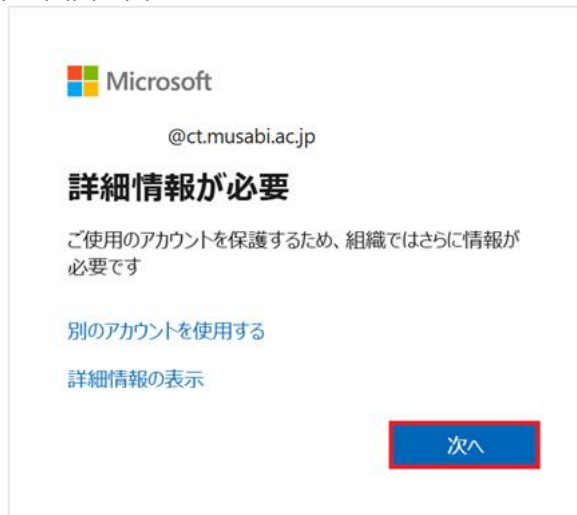 Microsoft
@ct.musabi.ac.jp
詳細情報が必要
ご使用のアカウントを保護するため、組織ではさらに情報が
必要です
別のアカウントを使用する
詳細情報の表示
次へ